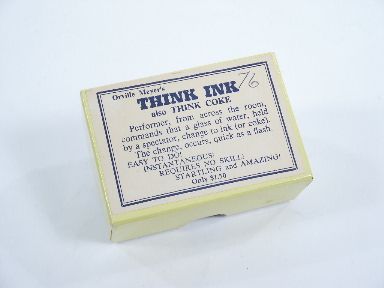 Orville Meyer's
THINK INK 76
also THINK COKE
Performer, from across the room,
commands that a glass of water, held
by a spectator, change to ink (or coke).
The change, occurs, quick as a flash.
EASY TO DO!
INSTANTANEOUS!
REQUIRES NO SKILL!
STARTLING and AMAZING!
Only $1.50